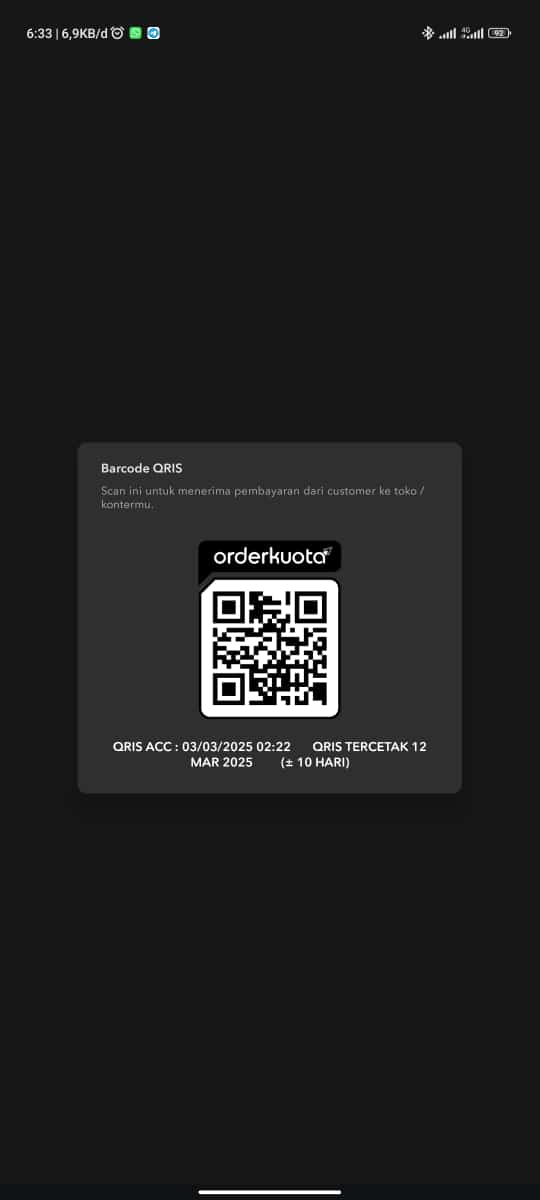 6:33 | 6,9KB/d
4G
92
Barcode QRIS
Scan ini untuk menerima pembayaran dari customer ke toko /
kontermu.
orderkuota
QRIS ACC : 03/03/2025 02:22 QRIS TERCETAK 12
MAR 2025 (± 10 HARI)